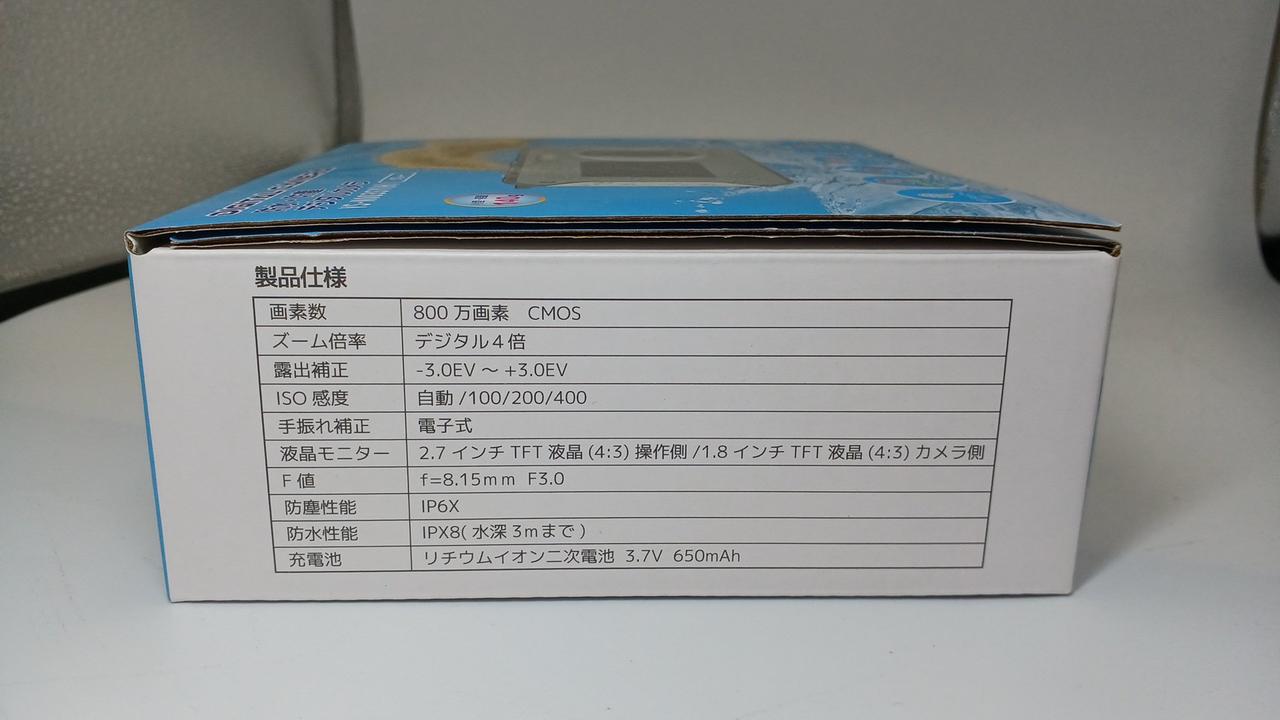 製品仕様
画素数 800 万画素 CMOS
ズーム倍率 デジタル 4 倍
露出補正 -3.0EV ～ +3.0EV
ISO 感度 自動 /100/200/400
手振れ補正 電子式
液晶モニター 2.7 インチ TFT 液晶 (4:3) 操作側 /1.8 インチ TFT 液晶 (4:3) カメラ側
F 値 f=8.15mm F3.0
防塵性能 IP6X
防水性能 IPX8( 水深 3mまで )
充電池 リチウムイオン二次電池 3.7V 650mAh